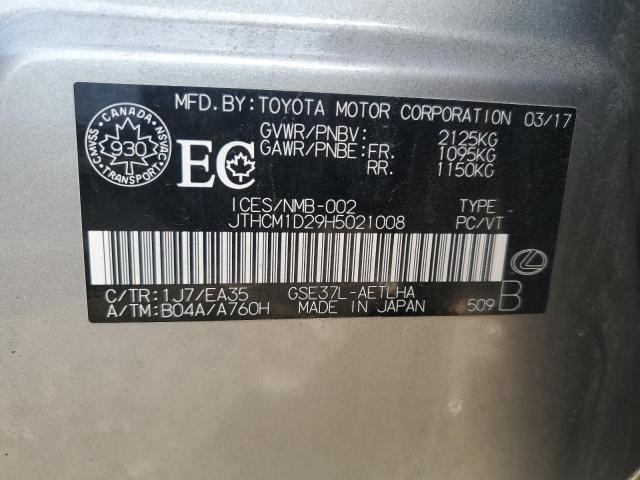 MFD.BY:TOYOTA MOTOR CORPORATION 03/17
CANADA
CMVSS 930 NSVAC
TRANSPORT
EC
GVWR/PNBV: 2125KG
GAWR/PNBE:FR. 1095KG
RR. 1150KG
ICES/NMB-002 TYPE
JTHCM1D29H5021008 PC/VT
C/TR:1J7/EA35 GSE37L-AETLHA
A/TM:B04A/A760H MADE IN JAPAN 509 B